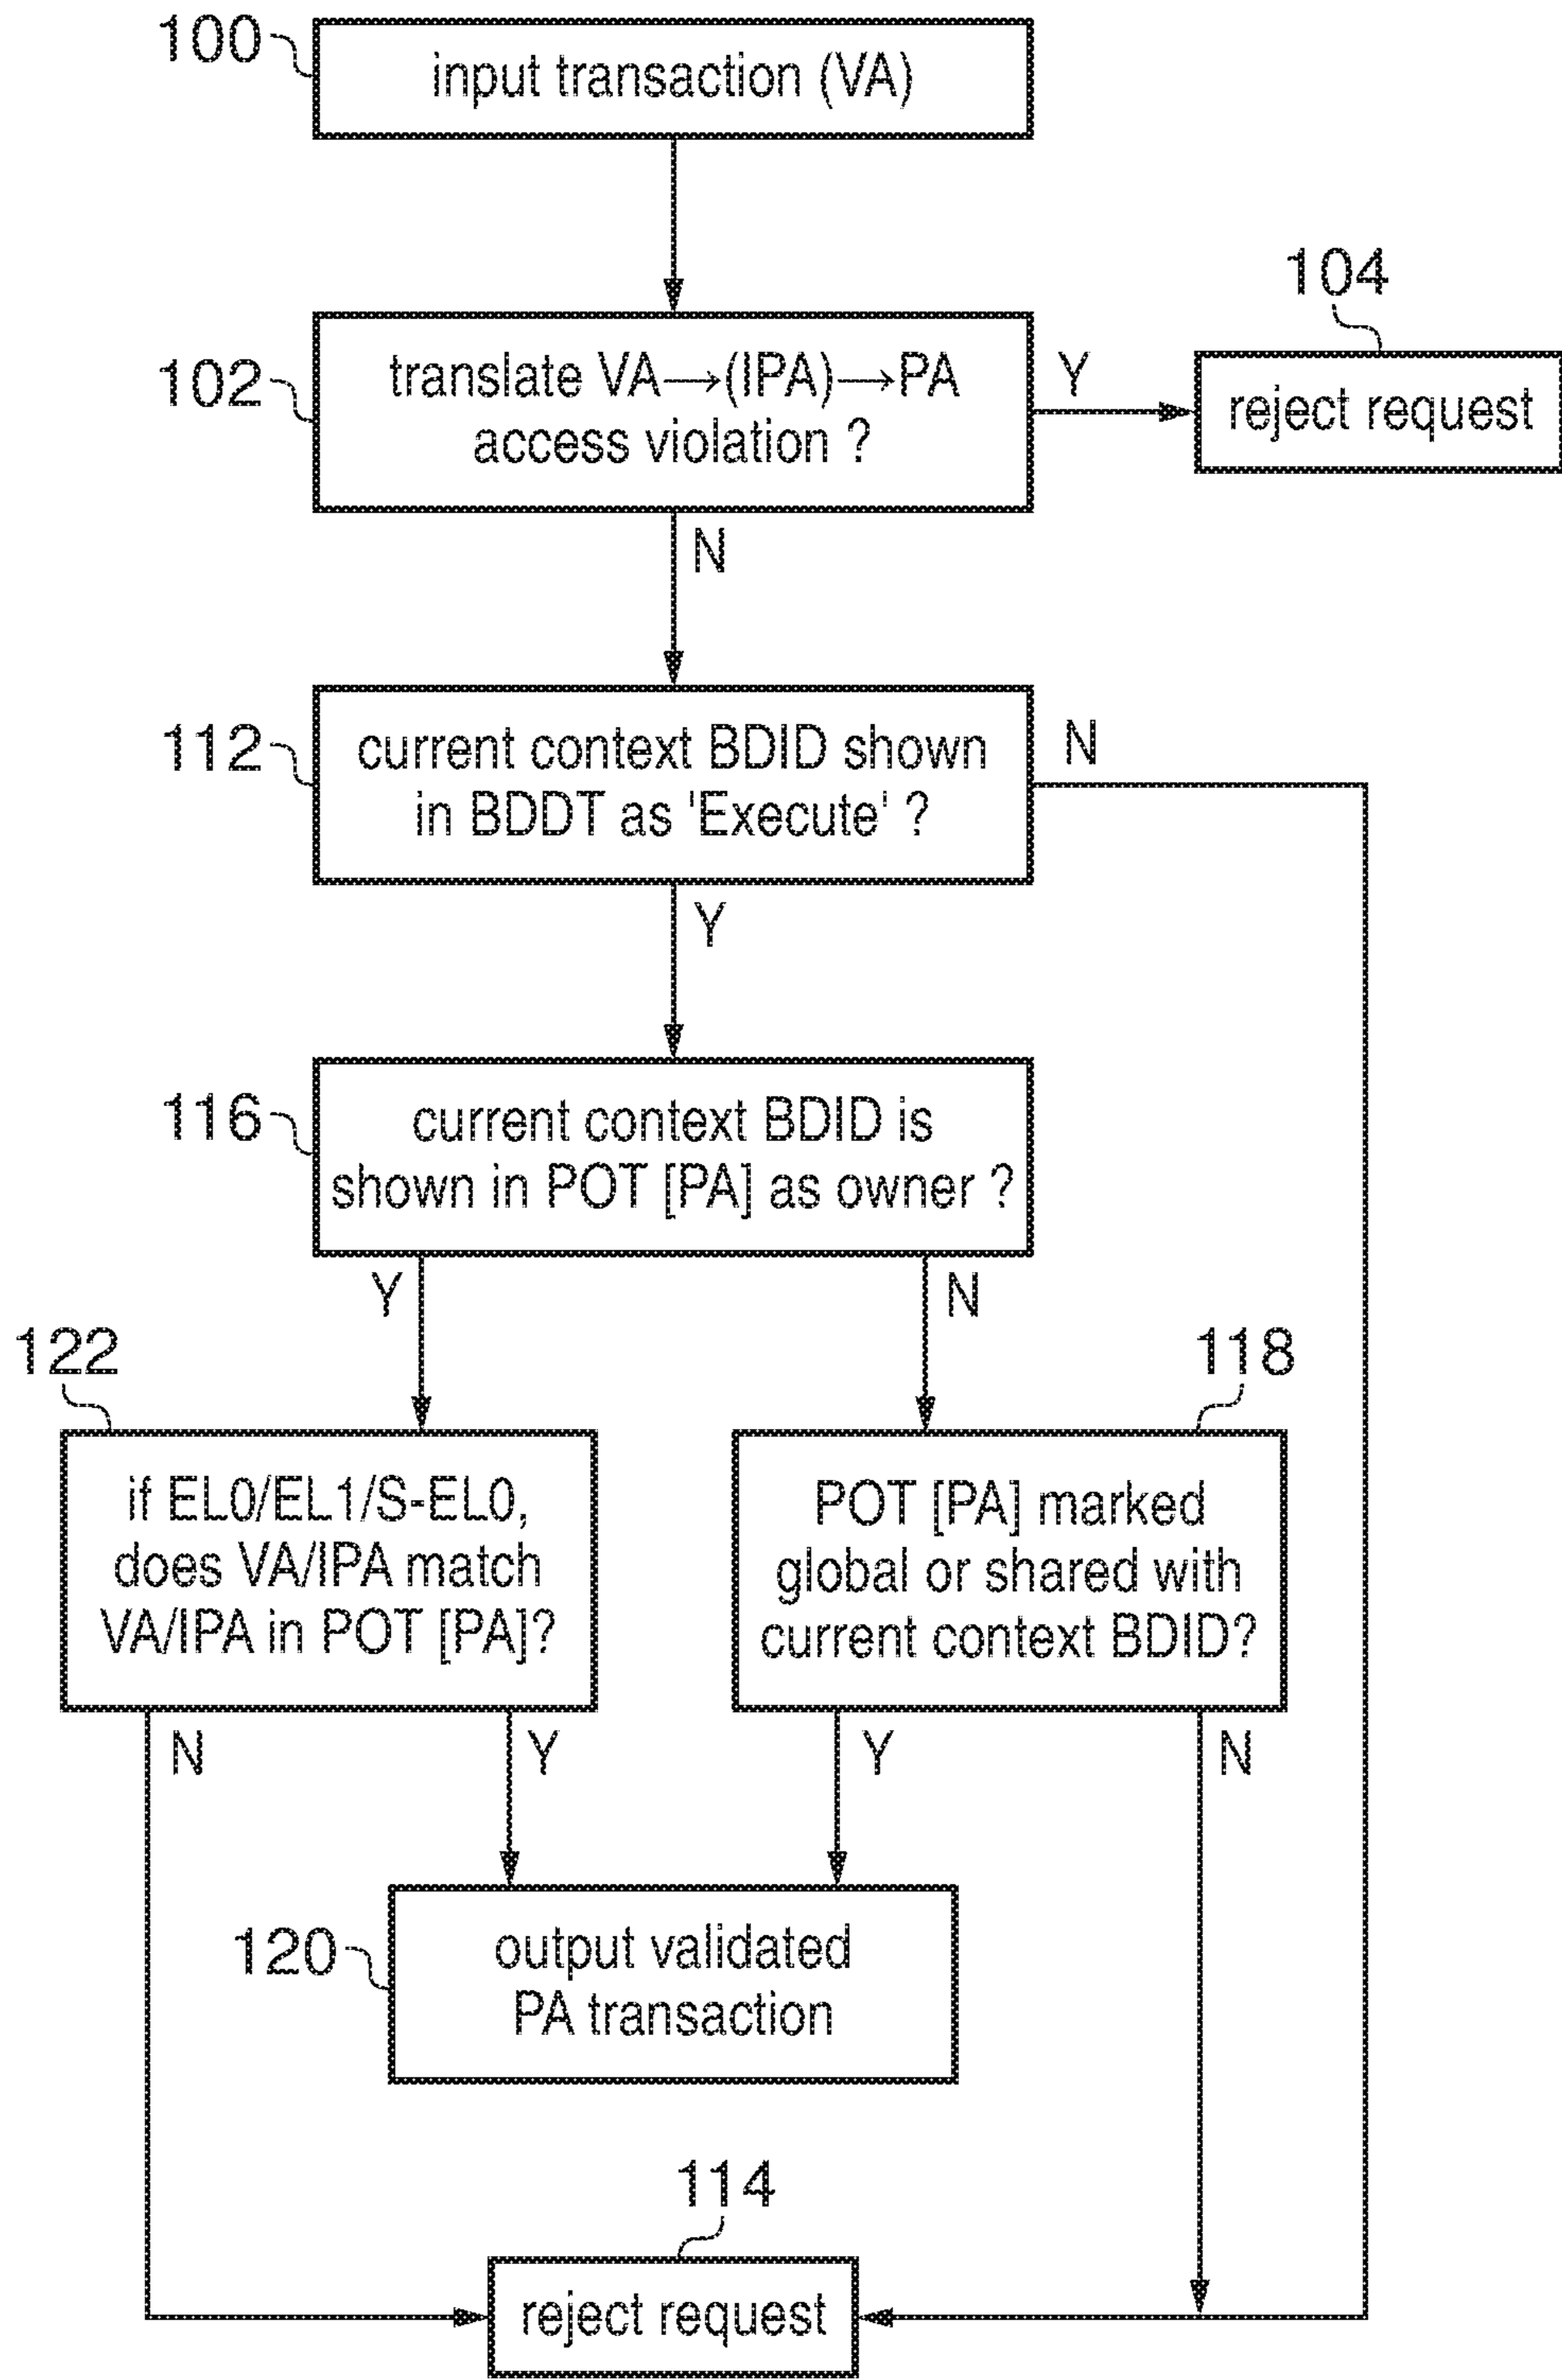 100
input transaction (VA)
104
102
translate VA→(IPA)→PA
access violation ?
Y
reject request
N
112
current context BDID shown
in BDDT as 'Execute' ?
N
Y
116
current context BDID is
shown in POT [PA] as owner ?
Y
N
122
118
if EL0/EL1/S-EL0,
does VA/IPA match
VA/IPA in POT [PA]?
POT [PA] marked
global or shared with
current context BDID?
N
Y
Y
N
120
output validated
PA transaction
114
reject request